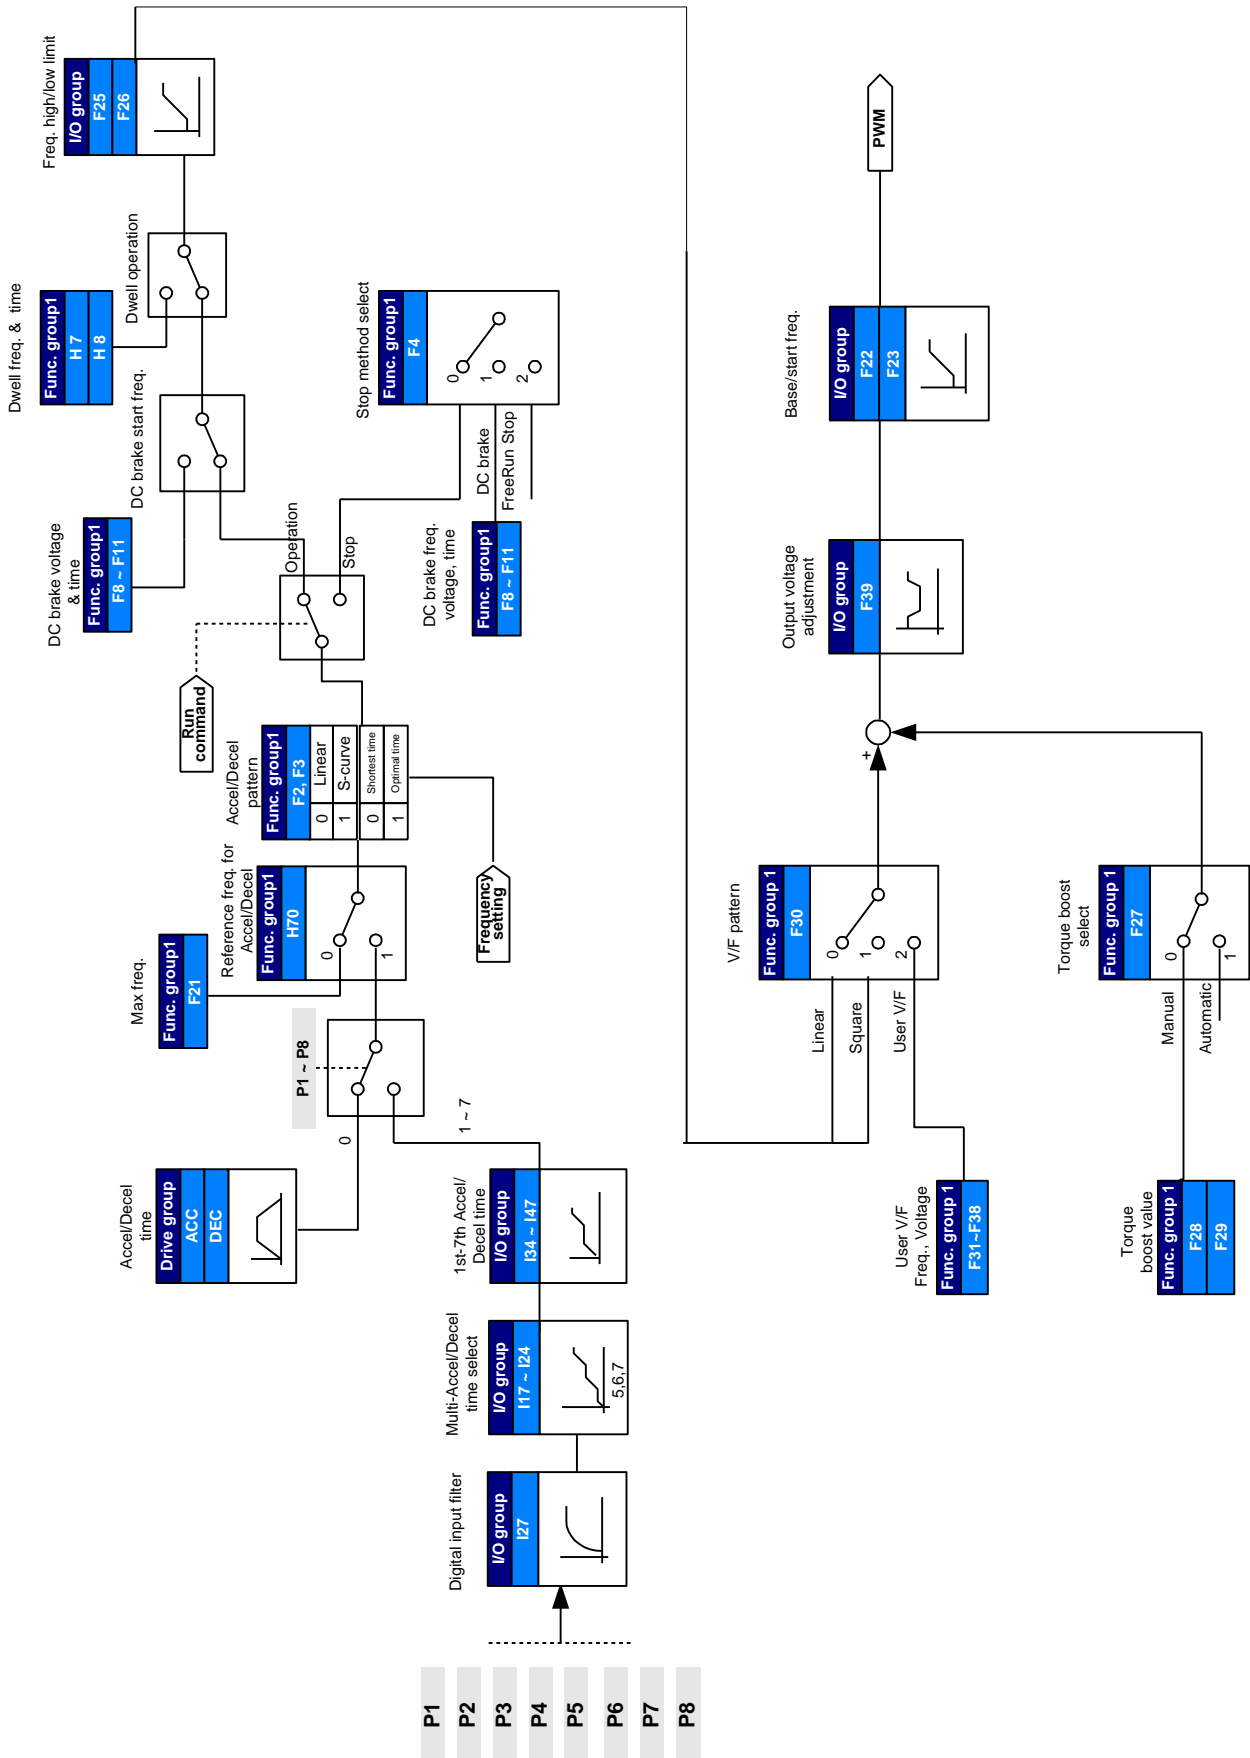 P1
P2
P3
P4
P5
P6
P7
P8
Digital input filter
I/O group
I27
Multi-Accel/Decel
time select
I/O group
I17 ~ I24
5,6,7
1st-7th Accel/
Decel time
I/O group
I34 ~ I47
Accel/Decel
time
Drive group
ACC
DEC
0
1 ~ 7
P1 ~ P8
Max freq.
Func. group1
F21
Reference freq. for
Accel/Decel
Func. group1
H70
0
1
Accel/Decel
pattern
Func. group1
F2, F3
0 Linear
1 S-curve
0 Shortest time
1 Optimal time
Frequency
setting
Run
command
Operation
Stop
DC brake voltage
& time
Func. group1
F8 ~ F11
DC brake start freq.
DC brake freq.
voltage, time
Func. group1
F8 ~ F11
DC brake
FreeRun Stop
Stop method select
Func. group1
F4
0
1
2
Dwell freq. & time
Func. group1
H 7
H 8
Dwell operation
Freq. high/low limit
I/O group
F25
F26
User V/F
Freq., Voltage
Func. group 1
F31~F38
Linear
Square
User V/F
V/F pattern
Func. group 1
F30
0
1
2
+
Torque
boost value
Func. group 1
F28
F29
Manual
Automatic
Torque boost
select
Func. group 1
F27
0
1
Output voltage
adjustment
I/O group
F39
Base/start freq.
I/O group
F22
F23
PWM